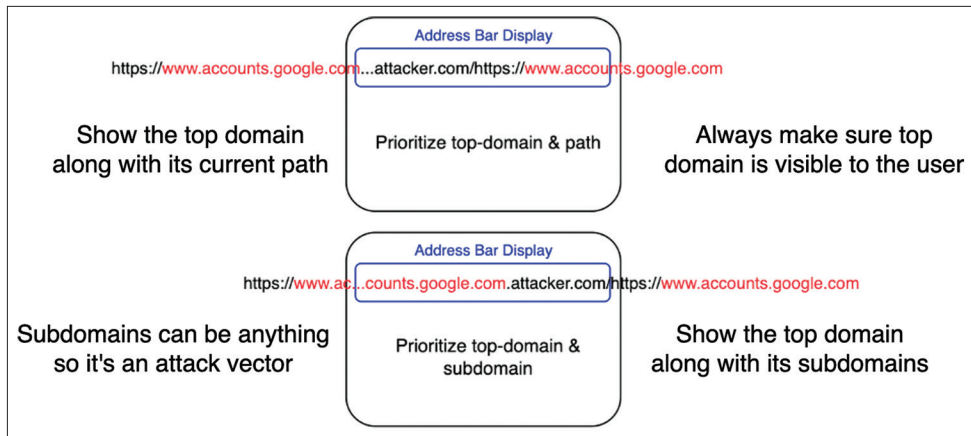 Address Bar Display
https://www.accounts.google.com...attacker.com/https://www.accounts.google.com
Show the top domain
along with its current path
Prioritize top-domain & path
Always make sure top
domain is visible to the user
Address Bar Display
https://www.ac...counts.google.com.attacker.com/https://www.accounts.google.com
Subdomains can be anything
so it's an attack vector
Prioritize top-domain &
subdomain
Show the top domain
along with its subdomains